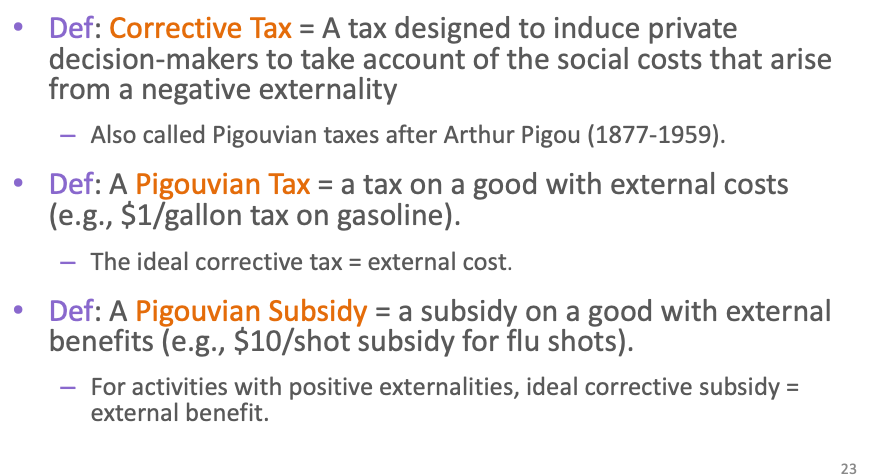 • Def: Corrective Tax = A tax designed to induce private
decision-makers to take account of the social costs that arise
from a negative externality
– Also called Pigouvian taxes after Arthur Pigou (1877-1959).
• Def: A Pigouvian Tax = a tax on a good with external costs
(e.g., $1/gallon tax on gasoline).
– The ideal corrective tax = external cost.
• Def: A Pigouvian Subsidy = a subsidy on a good with external
benefits (e.g., $10/shot subsidy for flu shots).
– For activities with positive externalities, ideal corrective subsidy =
external benefit.
23